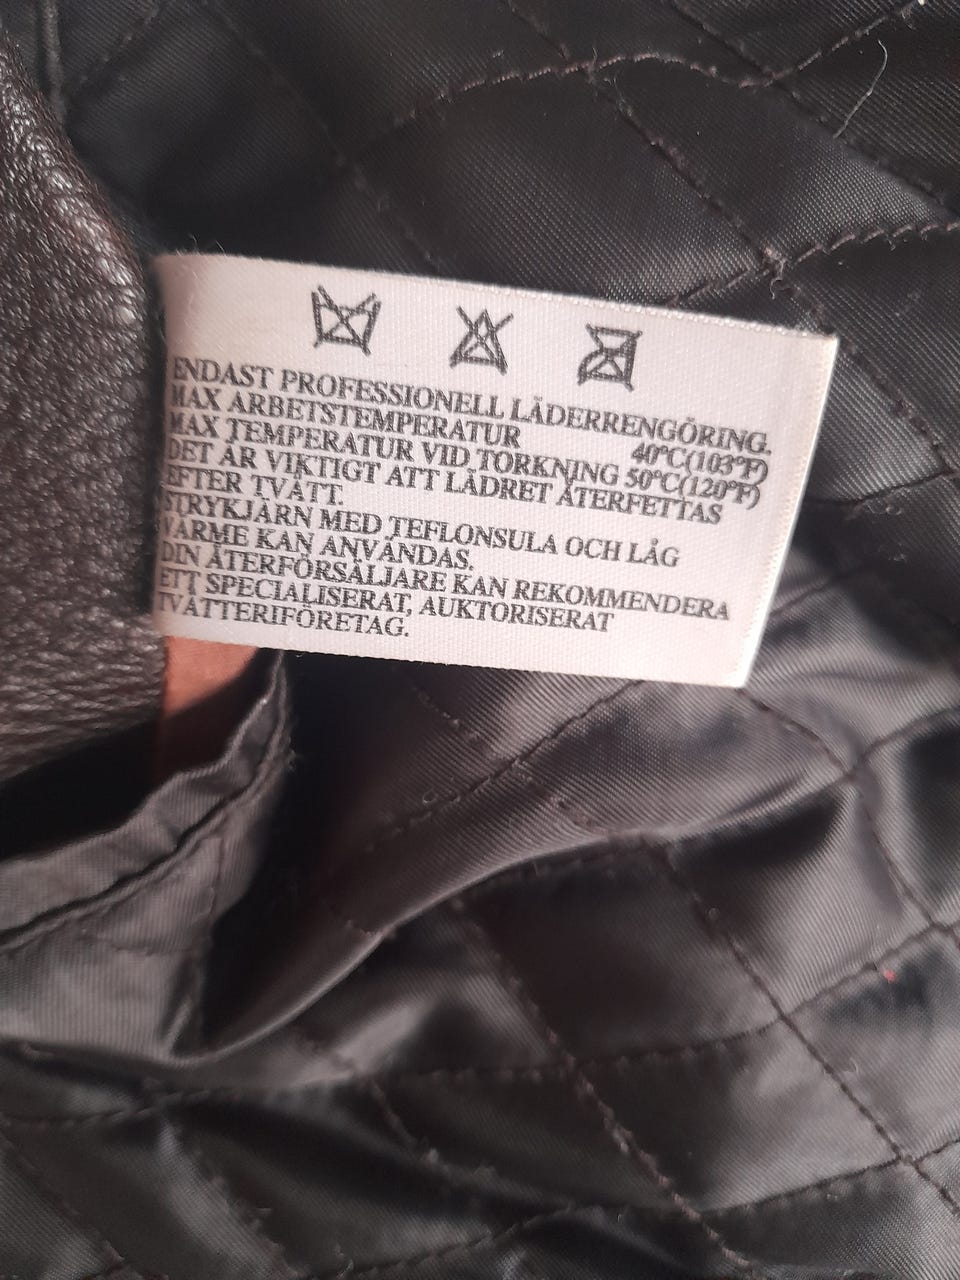 ENDAST PROFESSIONELL LÄDERRENGÖRING.
MAX ARBETSTEMPERATUR 40°C(103°F)
MAX TEMPERATUR VID TORKNING 50°C(120°F)
DET ÄR VIKTIGT ATT LÄDRET ÅTERFETTAS
EFTER TVÄTT.
STRYKJÄRN MED TEFLONSULA OCH LÅG
VÄRME KAN ANVÄNDAS.
DIN ÅTERFÖRSÄLJARE KAN REKOMMENDERA
ETT SPECIALISERAT, AUKTORISERAT
TVÄTTERIFÖRETAG.